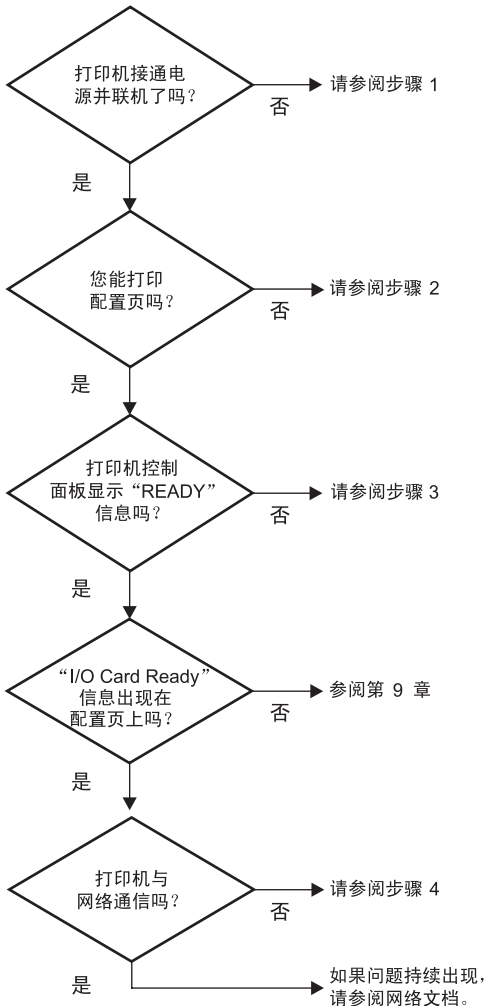 打印机接通电
源并联机了吗？
请参阅步骤 1
否
是
您能打印
配置页吗？
请参阅步骤 2
否
是
打印机控制
面板显示“READY”
信息吗？
请参阅步骤 3
否
是
“I/O Card Ready”
信息出现在
配置页上吗？
参阅第 9 章
否
是
打印机与
网络通信吗？
请参阅步骤 4
否
是
如果问题持续出现，
请参阅网络文档。